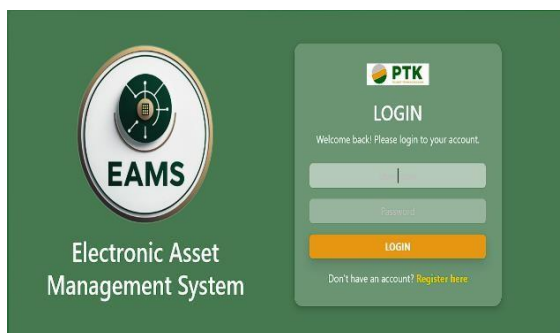 EAMS
Electronic Asset
Management System
PTK
LOGIN
Welcome back! Please login to your account.
Password
LOGIN
Don't have an account? Register here